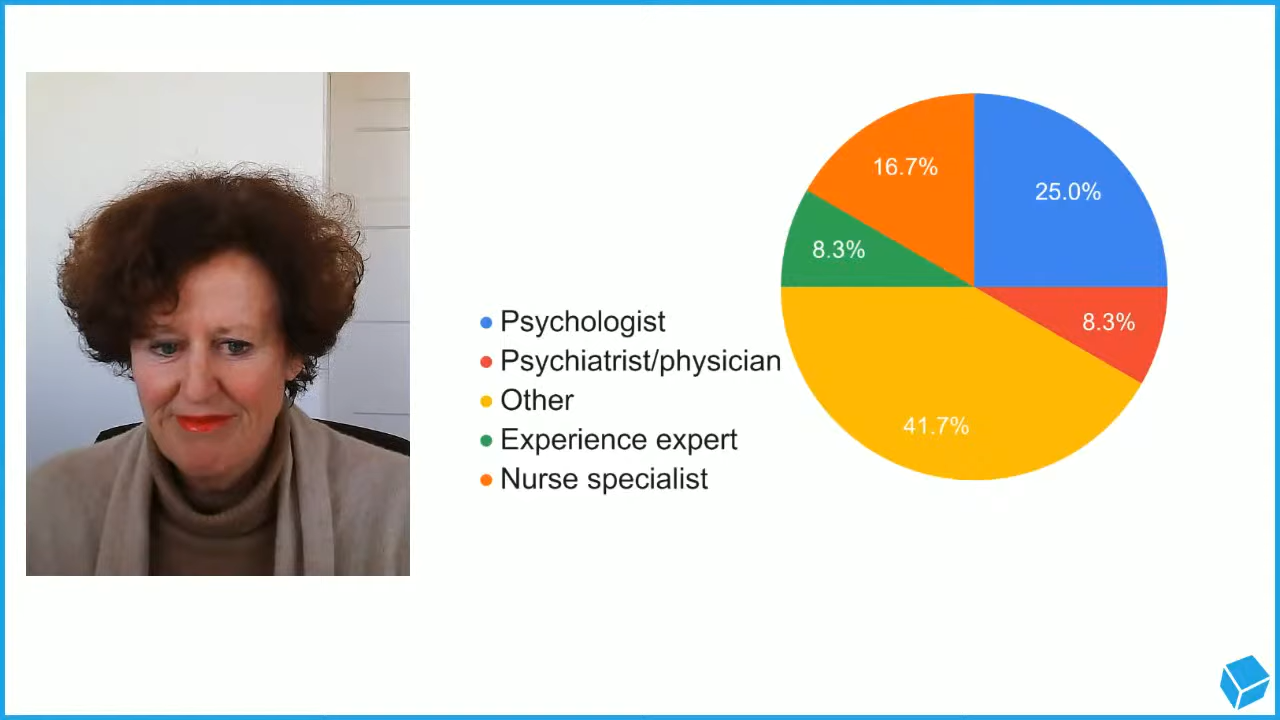 Psychologist
Psychiatrist/physician
Other
Experience expert
Nurse specialist
16.7%
25.0%
8.3%
8.3%
41.7%